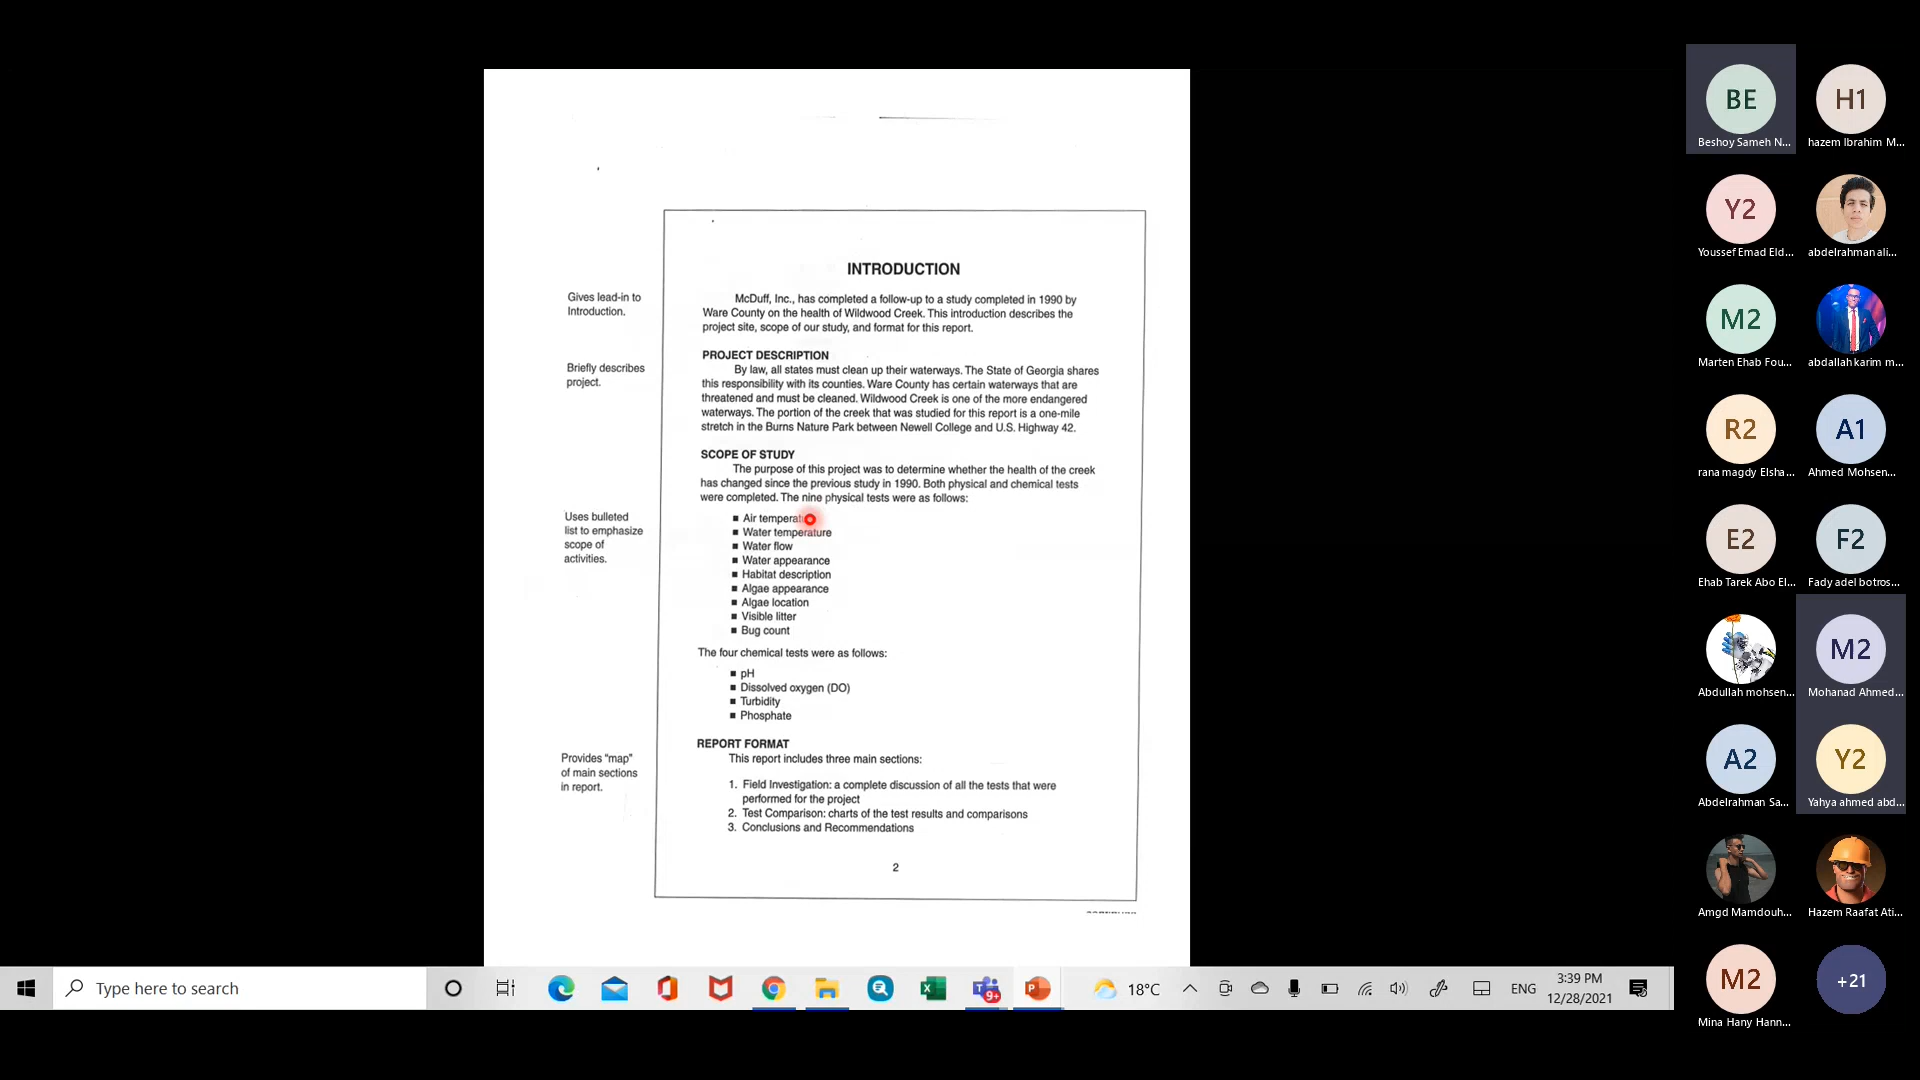 INTRODUCTION
Gives lead-in to
Introduction.
McDuff, Inc., has completed a follow-up to a study completed in 1990 by
Ware County on the health of Wildwood Creek. This introduction describes the
project site, scope of our study, and format for this report.
Briefly describes
project.
PROJECT DESCRIPTION
By law, all states must clean up their waterways. The State of Georgia shares
this responsibility with its counties. Ware County has certain waterways that are
threatened and must be cleaned. Wildwood Creek is one of the more endangered
waterways. The portion of the creek that was studied for this report is a one-mile
stretch in the Burns Nature Park between Newell College and U.S. Highway 42.
SCOPE OF STUDY
The purpose of this project was to determine whether the health of the creek
has changed since the previous study in 1990. Both physical and chemical tests
were completed. The nine physical tests were as follows:
Uses bulleted
list to emphasize
scope of
activities.
■ Air temperature
■ Water temperature
■ Water flow
■ Water appearance
■ Habitat description
■ Algae appearance
■ Algae location
■ Visible litter
■ Bug count
The four chemical tests were as follows:
■ pH
■ Dissolved oxygen (DO)
■ Turbidity
■ Phosphate
Provides "map"
of main sections
in report.
REPORT FORMAT
This report includes three main sections:
1. Field Investigation: a complete discussion of all the tests that were
performed for the project
2. Test Comparison: charts of the test results and comparisons
3. Conclusions and Recommendations
2
BE
Beshoy Sameh N...
H1
hazem Ibrahim M...
Y2
Youssef Emad Eld...
abdelrahman ali...
M2
Marten Ehab Fou...
abdallah karim m...
R2
rana magdy Elsha...
A1
Ahmed Mohsen...
E2
Ehab Tarek Abo El...
F2
Fady adel botros...
Abdullah mohsen...
M2
Mohanad Ahmed...
A2
Abdelrahman Sa...
Y2
Yahya ahmed abd...
Amgd Mamdouh...
Hazem Raafat Ati...
M2
Mina Hany Hann...
+21
Type here to search
9+
18°C
ENG
3:39 PM
12/28/2021